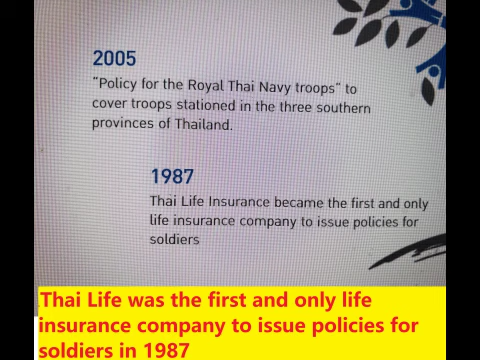 2005
"Policy for the Royal Thai Navy troops" to
cover troops stationed in the three southern
provinces of Thailand.
1987
Thai Life Insurance became the first and only
life insurance company to issue policies for
soldiers
Thai Life was the first and only life
insurance company to issue policies for
soldiers in 1987